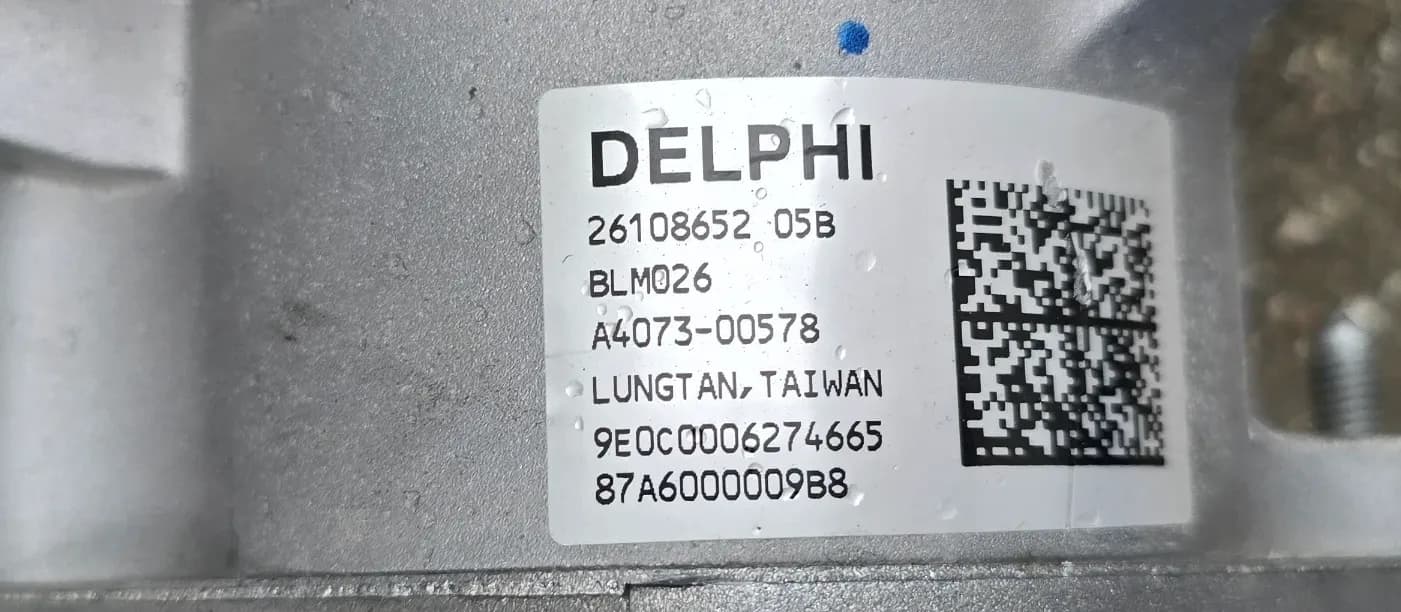 DELPHI
26108652 05B
BLM026
A4073-00578
LUNGTAN, TAIWAN
9E0C0006274665
87A6000009B8